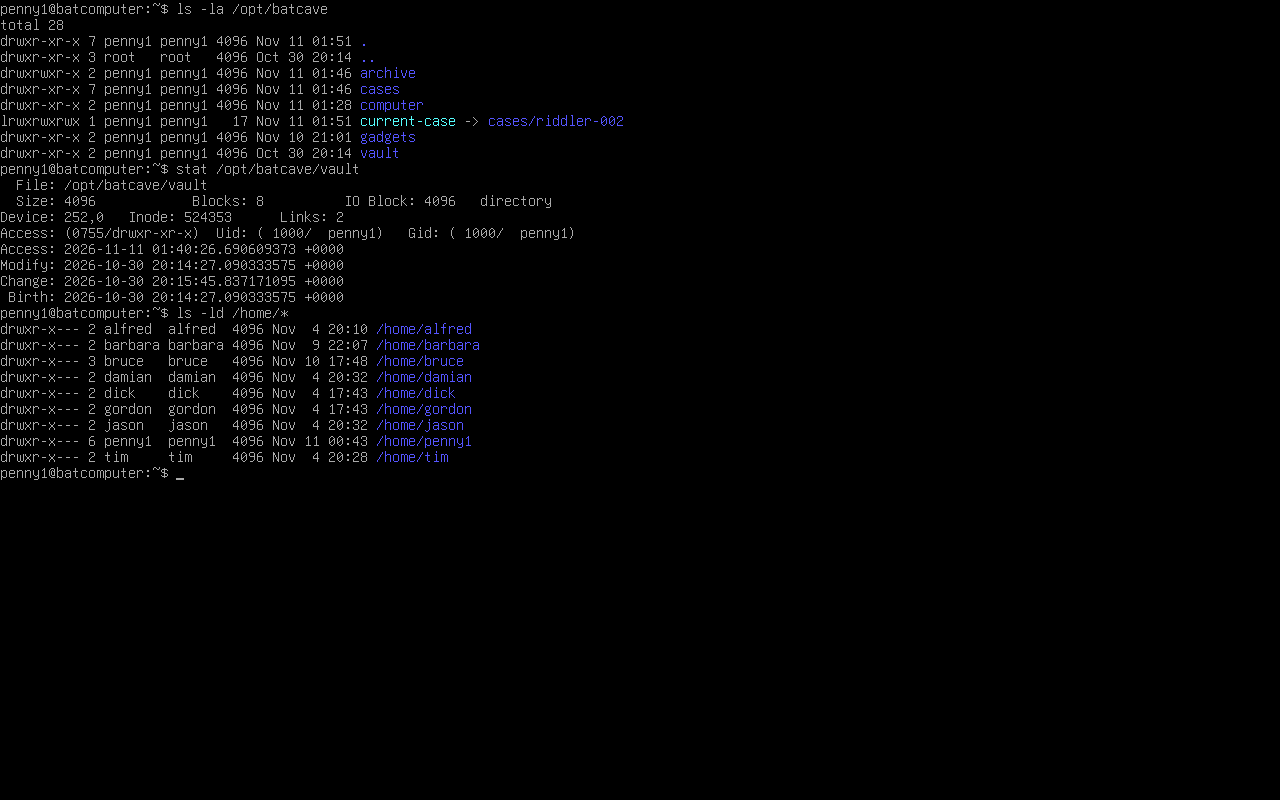 penny1@batcomputer:~$ ls -la /opt/batcave
total 28
drwxr-xr-x 7 penny1 penny1 4096 Nov 11 01:51 .
drwxr-xr-x 3 root   root   4096 Oct 30 20:14 ..
drwxrwxr-x 2 penny1 penny1 4096 Nov 11 01:46 archive
drwxr-xr-x 7 penny1 penny1 4096 Nov 11 01:46 cases
drwxr-xr-x 2 penny1 penny1 4096 Nov 11 01:28 computer
lrwxrwxrwx 1 penny1 penny1   17 Nov 11 01:51 current-case -> cases/riddler-002
drwxr-xr-x 2 penny1 penny1 4096 Nov 10 21:01 gadgets
drwxr-xr-x 2 penny1 penny1 4096 Oct 30 20:14 vault
penny1@batcomputer:~$ stat /opt/batcave/vault
  File: /opt/batcave/vault
  Size: 4096            Blocks: 8          IO Block: 4096   directory
Device: 252,0   Inode: 524353      Links: 2
Access: (0755/drwxr-xr-x)  Uid: ( 1000/  penny1)   Gid: ( 1000/  penny1)
Access: 2026-11-11 01:40:26.690609373 +0000
Modify: 2026-10-30 20:14:27.090333575 +0000
Change: 2026-10-30 20:15:45.837171095 +0000
 Birth: 2026-10-30 20:14:27.090333575 +0000
penny1@batcomputer:~$ ls -ld /home/*
drwxr-x--- 2 alfred  alfred  4096 Nov  4 20:10 /home/alfred
drwxr-x--- 2 barbara barbara 4096 Nov  9 22:07 /home/barbara
drwxr-x--- 3 bruce   bruce   4096 Nov 10 17:48 /home/bruce
drwxr-x--- 2 damian  damian  4096 Nov  4 20:32 /home/damian
drwxr-x--- 2 dick    dick    4096 Nov  4 17:43 /home/dick
drwxr-x--- 2 gordon  gordon  4096 Nov  4 17:43 /home/gordon
drwxr-x--- 2 jason   jason   4096 Nov  4 20:32 /home/jason
drwxr-x--- 6 penny1  penny1  4096 Nov 11 00:43 /home/penny1
drwxr-x--- 2 tim     tim     4096 Nov  4 20:28 /home/tim
penny1@batcomputer:~$ _